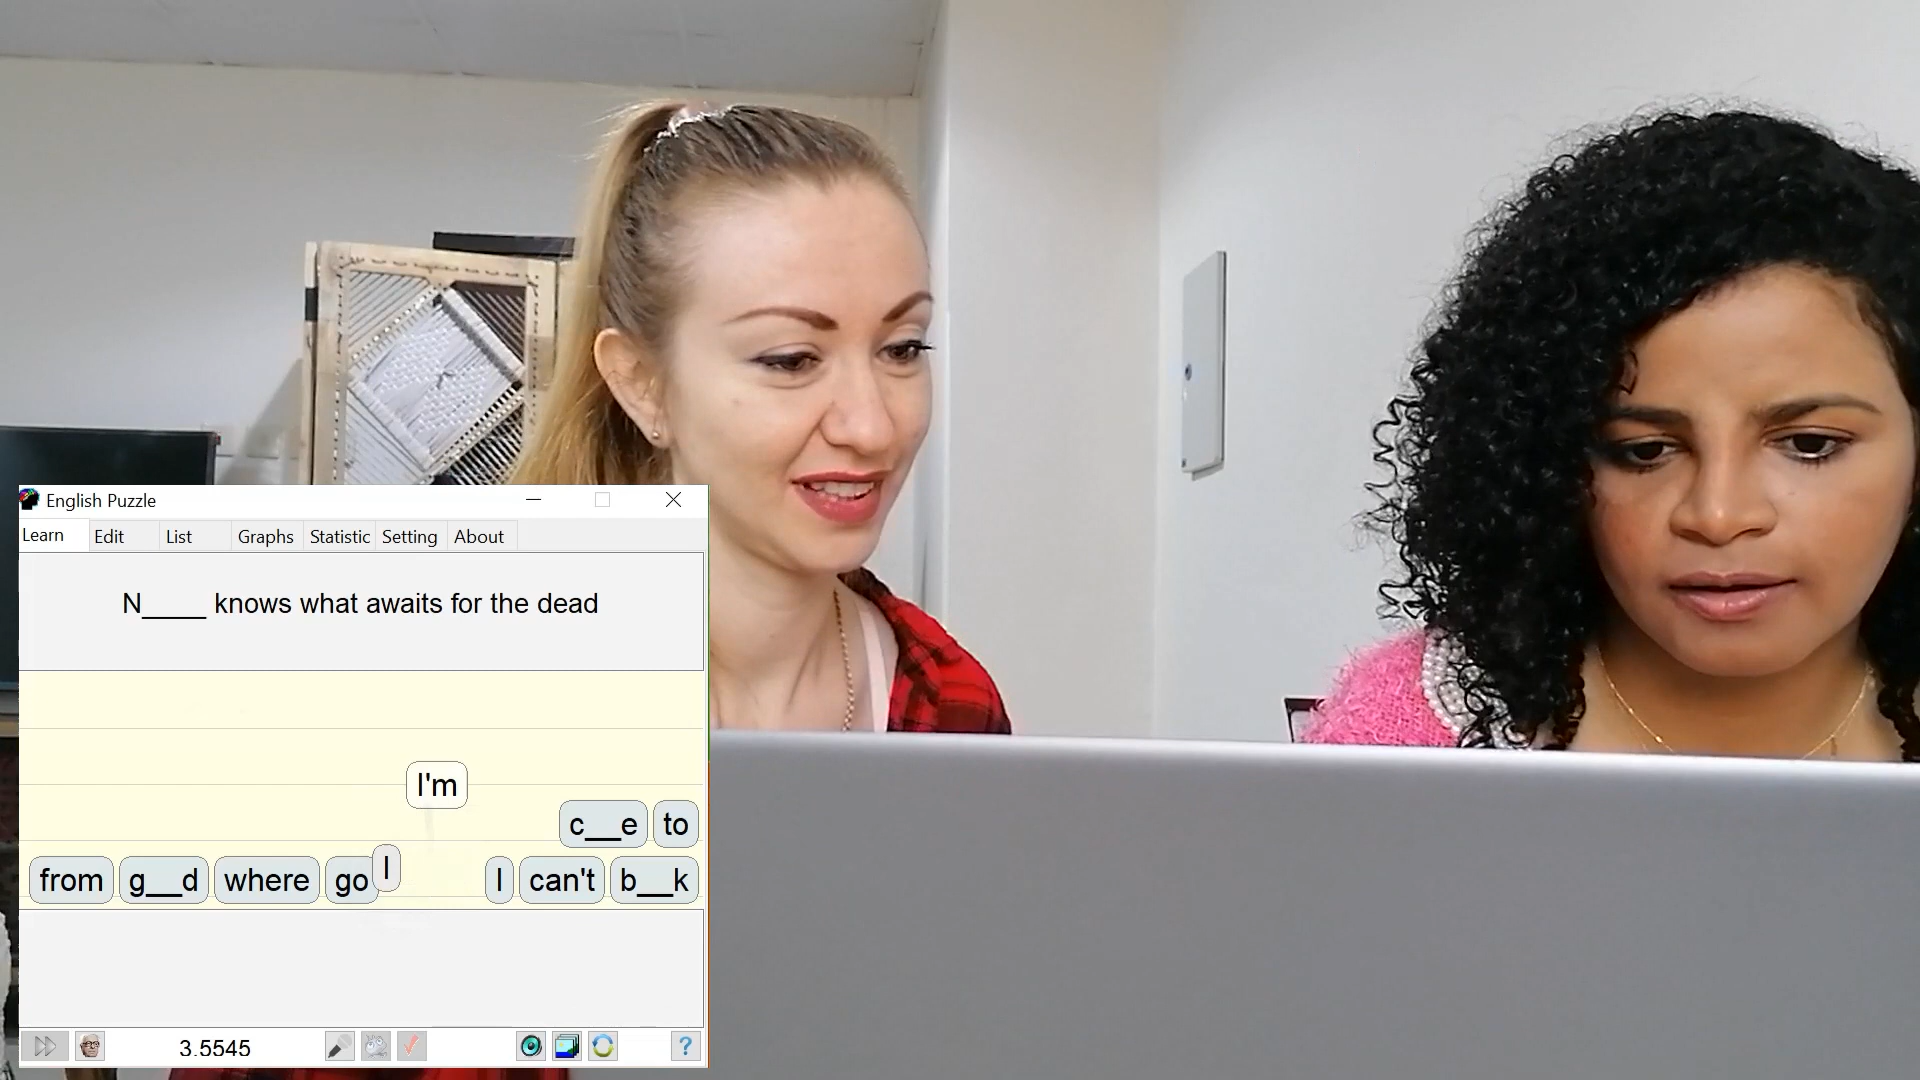 English Puzzle
Learn Edit List Graphs Statistic Setting About
N____ knows what awaits for the dead
I'm
c__e to
from g__d where go I I can't b__k
3.5545
?